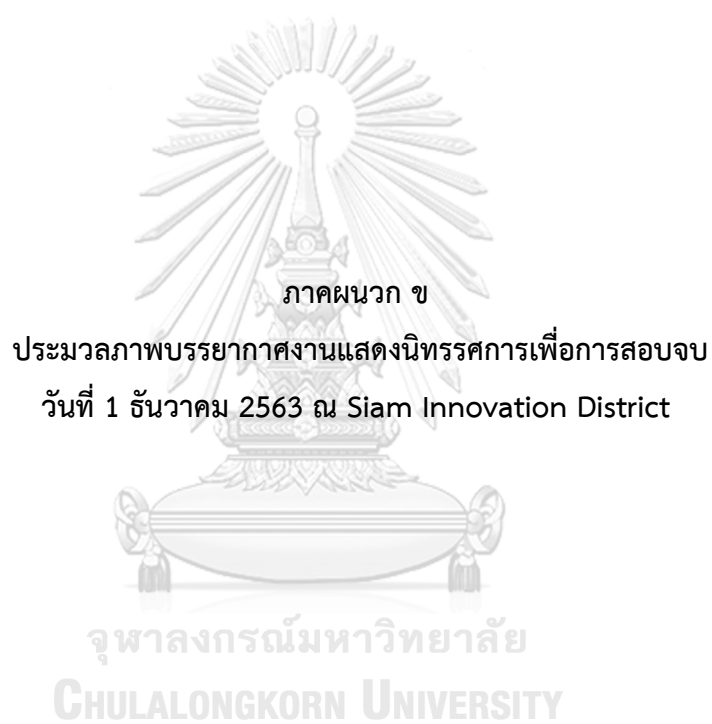 ภาคผนวก ข
ประมวลภาพบรรยากาศงานแสดงนิทรรศการเพื่อการสอบจบ
วันที่ 1 ธันวาคม 2563 ณ Siam Innovation District
จุฬาลงกรณ์มหาวิทยาลัย
CHULALONGKORN UNIVERSITY